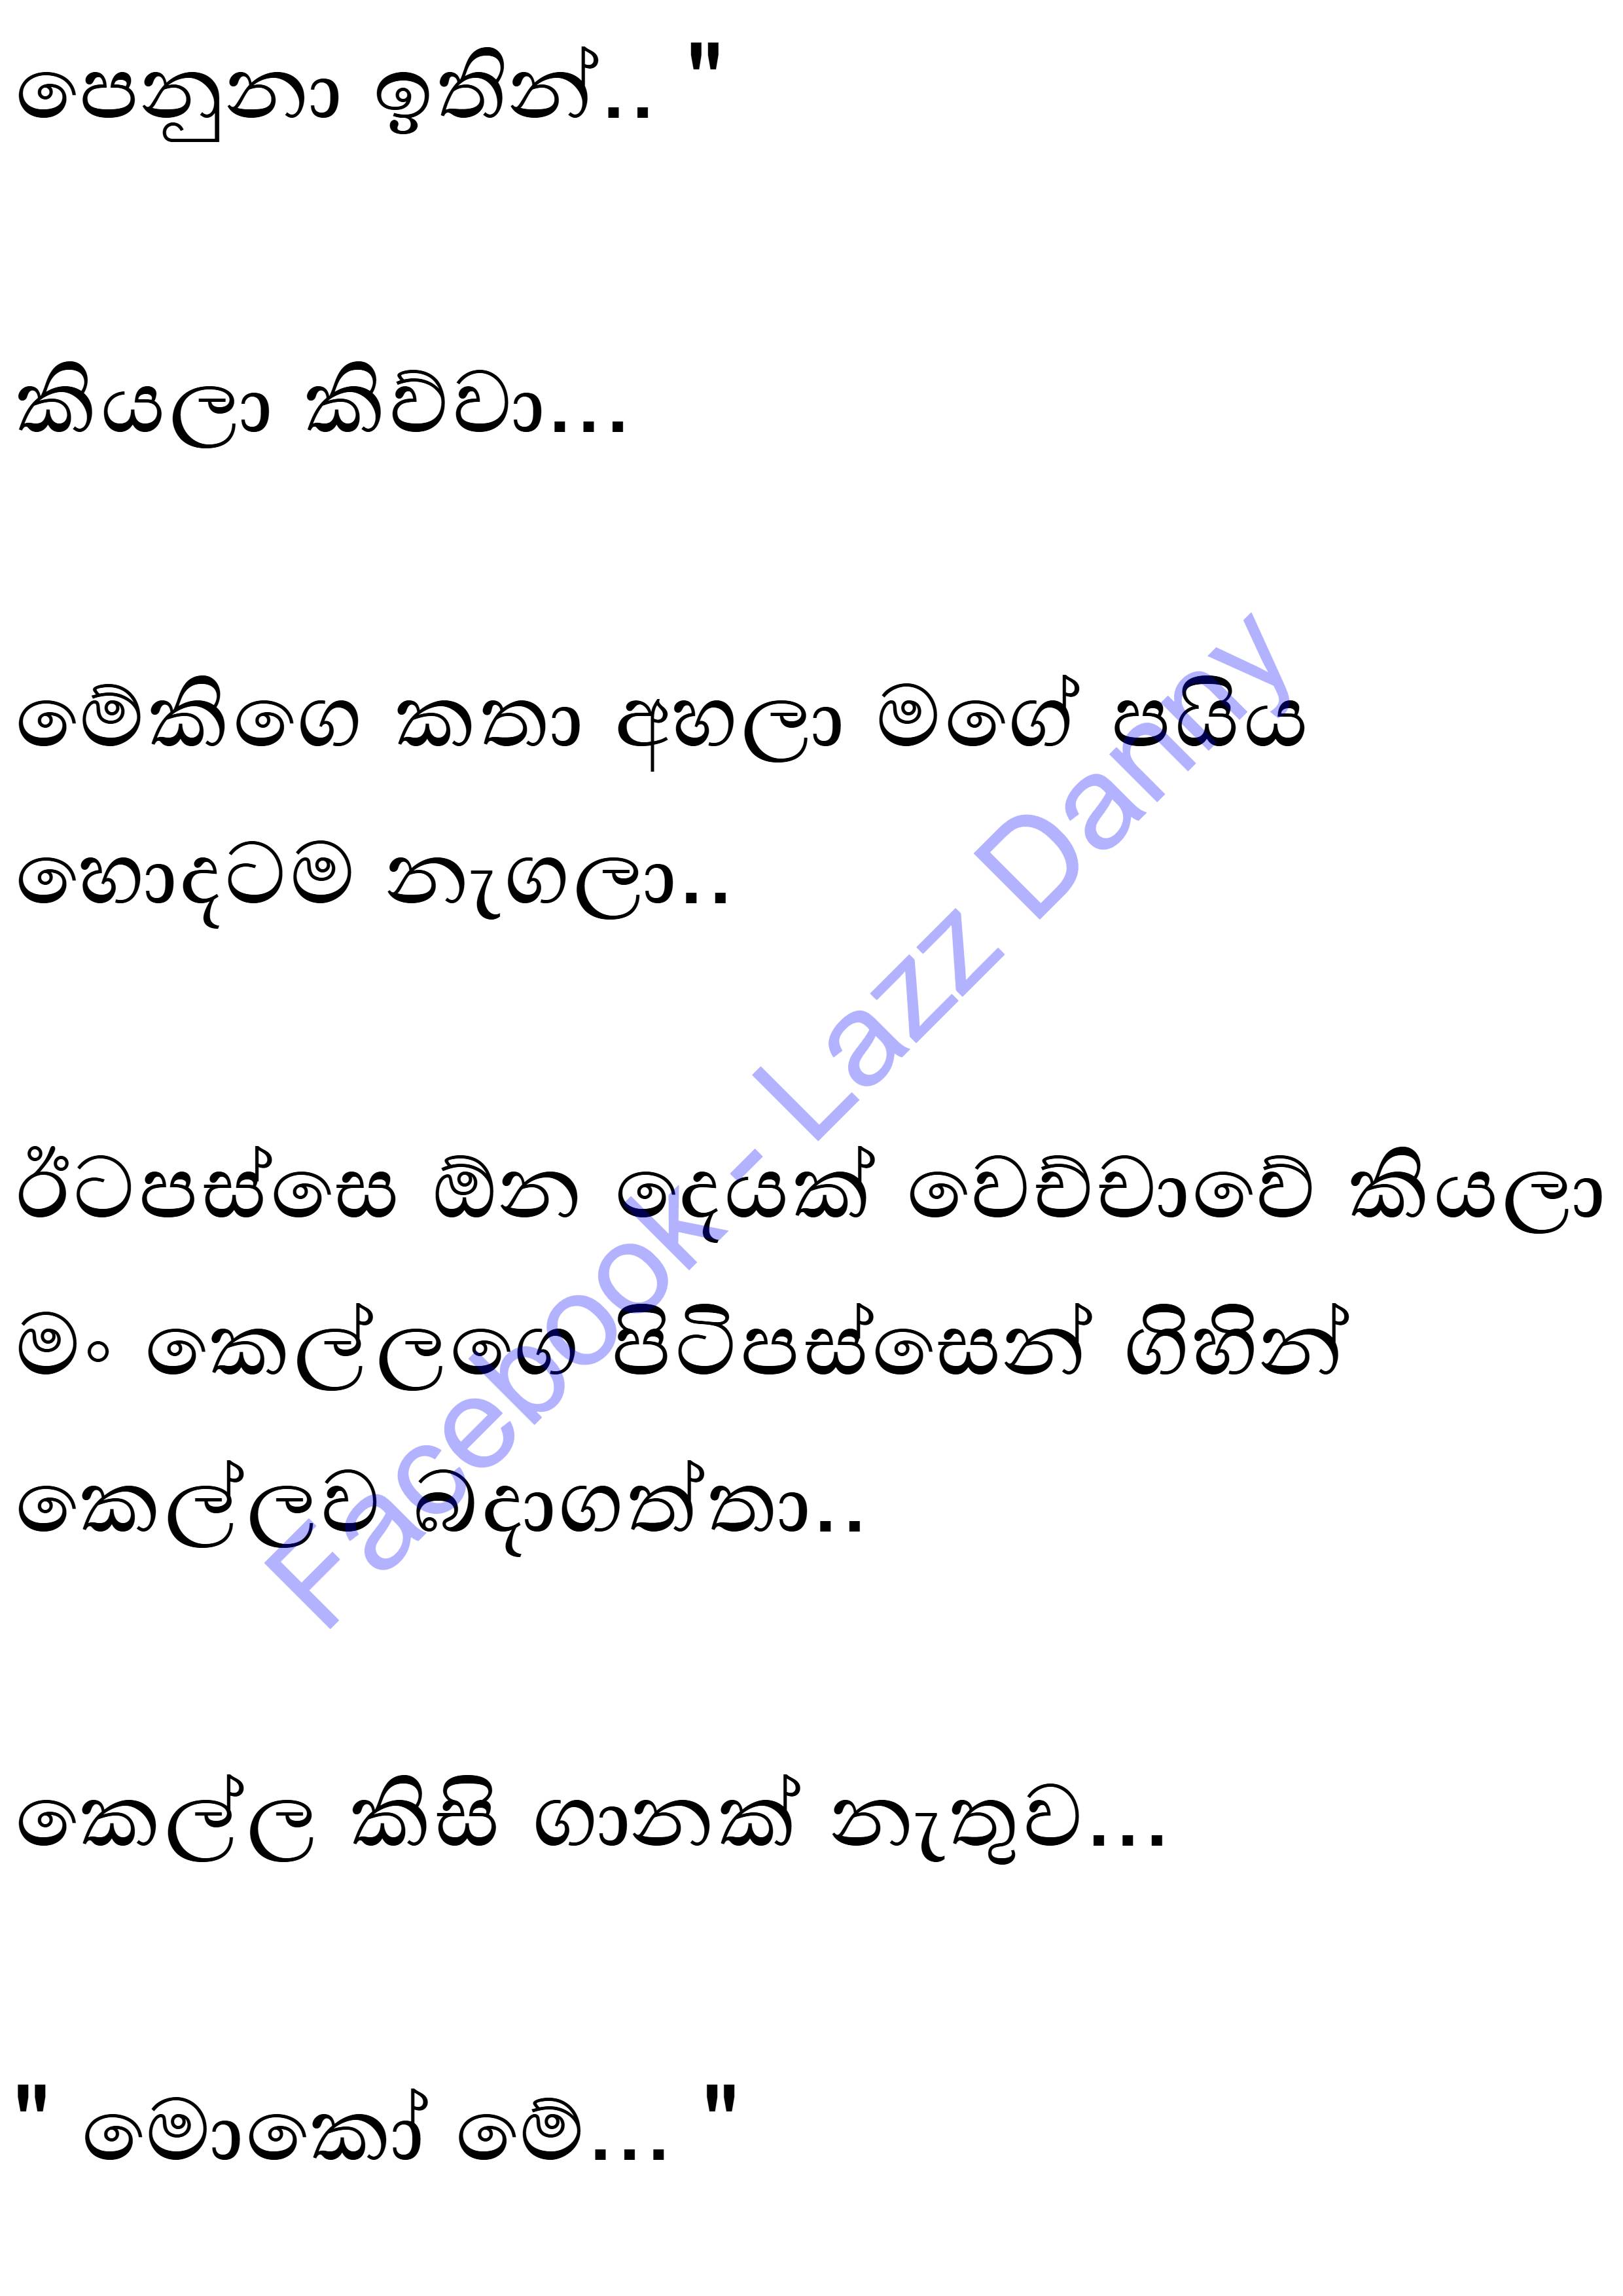 පෙනුනා ඉතින්.. "
කියලා කිව්වා...
මේකිගෙ කතා අහලා මගේ පයිය
හොදටම නැගලා..
ඊටපස්සෙ ඕන දෙයක් වෙච්චාවේ කියලා
මං කෙල්ලගෙ පිටිපස්සෙන් ගිහින්
කෙල්ලව බදාගත්තා..
කෙල්ල කිසි ගානක් නැතුව...
" මොකෝ මේ... "
Facebook - Lazz Danny